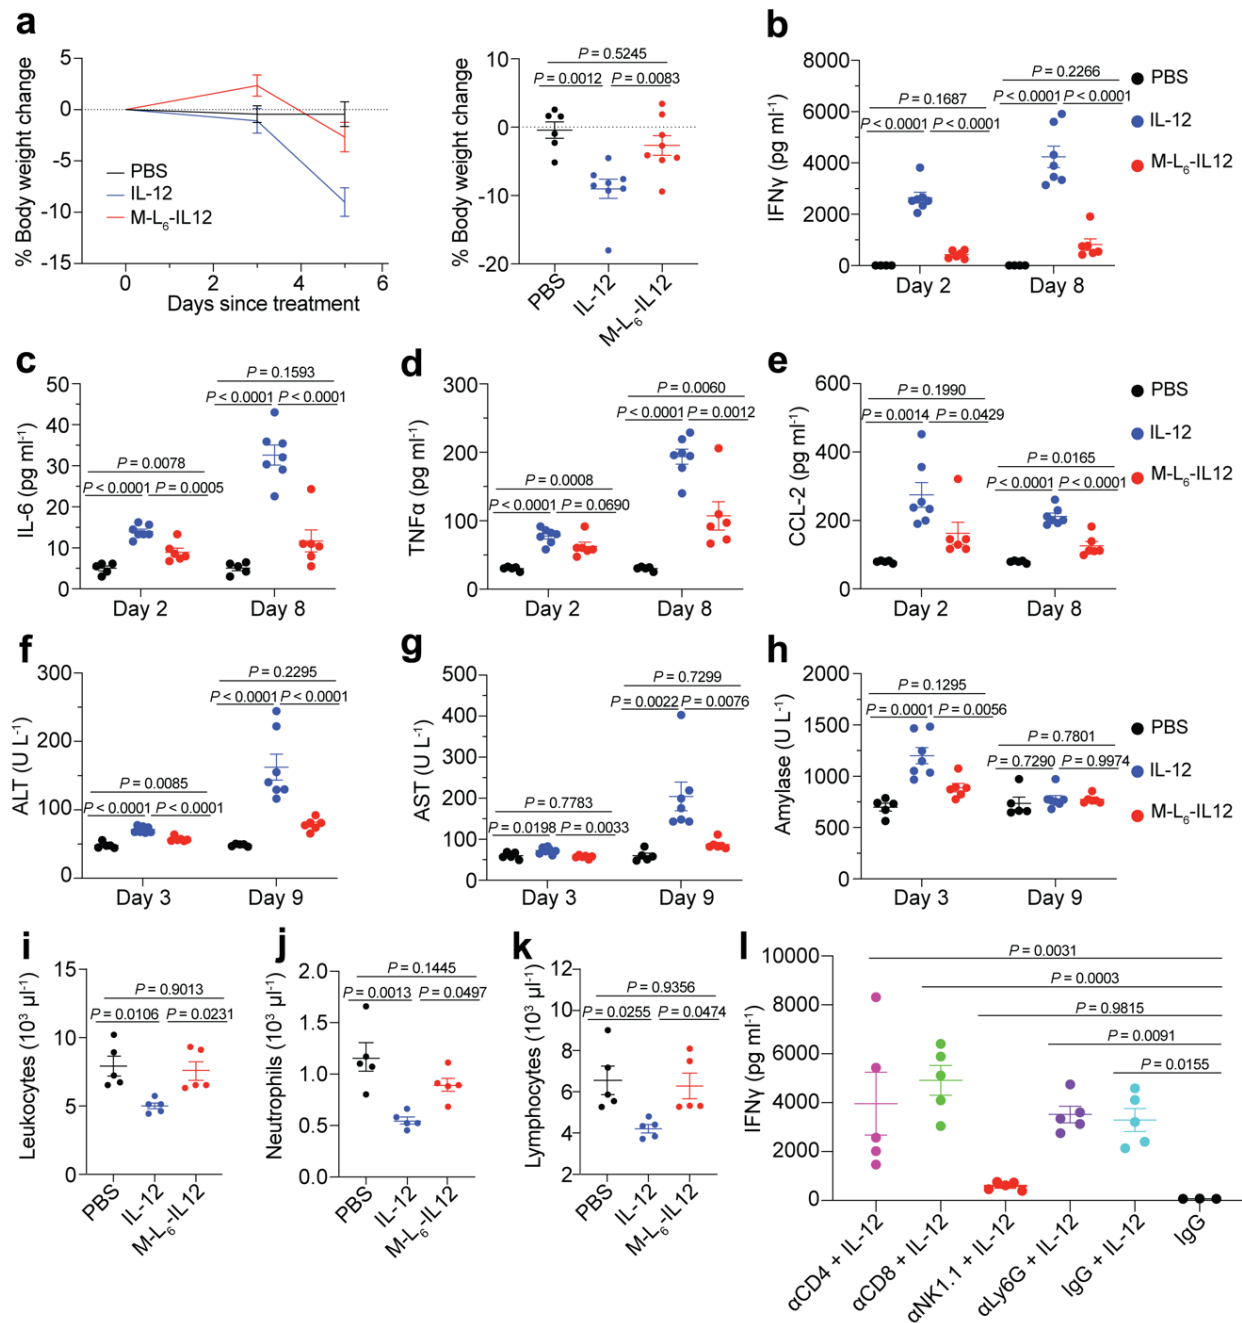 a
% Body weight change
5
0
-5
-10
-15
PBS
IL-12
M-L6-IL12
0 2 4 6
Days since treatment
% Body weight change
10
0
-10
-20
P = 0.5245
P = 0.0012 P = 0.0083
PBS IL-12 M-L6-IL12
b
IFNγ (pg ml-1)
8000
6000
4000
2000
0
P = 0.1687
P < 0.0001 P < 0.0001
P = 0.2266
P < 0.0001 P < 0.0001
Day 2 Day 8
PBS
IL-12
M-L6-IL12
c
IL-6 (pg ml-1)
50
40
30
20
10
0
P = 0.0078
P < 0.0001 P = 0.0005
P = 0.1593
P < 0.0001 P < 0.0001
Day 2 Day 8
d
TNFα (pg ml-1)
300
200
100
0
P = 0.0008
P < 0.0001 P = 0.0690
P = 0.0060
P < 0.0001 P = 0.0012
Day 2 Day 8
e
CCL-2 (pg ml-1)
600
400
200
0
P = 0.1990
P = 0.0014 P = 0.0429
P = 0.0165
P < 0.0001 P < 0.0001
Day 2 Day 8
PBS
IL-12
M-L6-IL12
f
ALT (U L-1)
300
200
100
0
P = 0.0085
P < 0.0001 P < 0.0001
P = 0.2295
P < 0.0001 P < 0.0001
Day 3 Day 9
g
AST (U L-1)
500
400
300
200
100
0
P = 0.7783
P = 0.0198 P = 0.0033
P = 0.7299
P = 0.0022 P = 0.0076
Day 3 Day 9
h
Amylase (U L-1)
2000
1500
1000
500
0
P = 0.1295
P = 0.0001 P = 0.0056
P = 0.7801
P = 0.7290 P = 0.9974
Day 3 Day 9
PBS
IL-12
M-L6-IL12
i
Leukocytes (10³ µl-1)
15
10
5
0
P = 0.9013
P = 0.0106 P = 0.0231
PBS IL-12 M-L6-IL12
j
Neutrophils (10³ µl-1)
2.0
1.5
1.0
0.5
0.0
P = 0.1445
P = 0.0013 P = 0.0497
PBS IL-12 M-L6-IL12
k
Lymphocytes (10³ µl-1)
12
10
8
6
4
2
P = 0.9356
P = 0.0255 P = 0.0474
PBS IL-12 M-L6-IL12
l
IFNγ (pg ml-1)
10000
8000
6000
4000
2000
0
P = 0.0031
P = 0.0003
P = 0.9815
P = 0.0091
P = 0.0155
αCD4 + IL-12 αCD8 + IL-12 αNK1.1 + IL-12 αLy6G + IL-12 IgG + IL-12 IgG